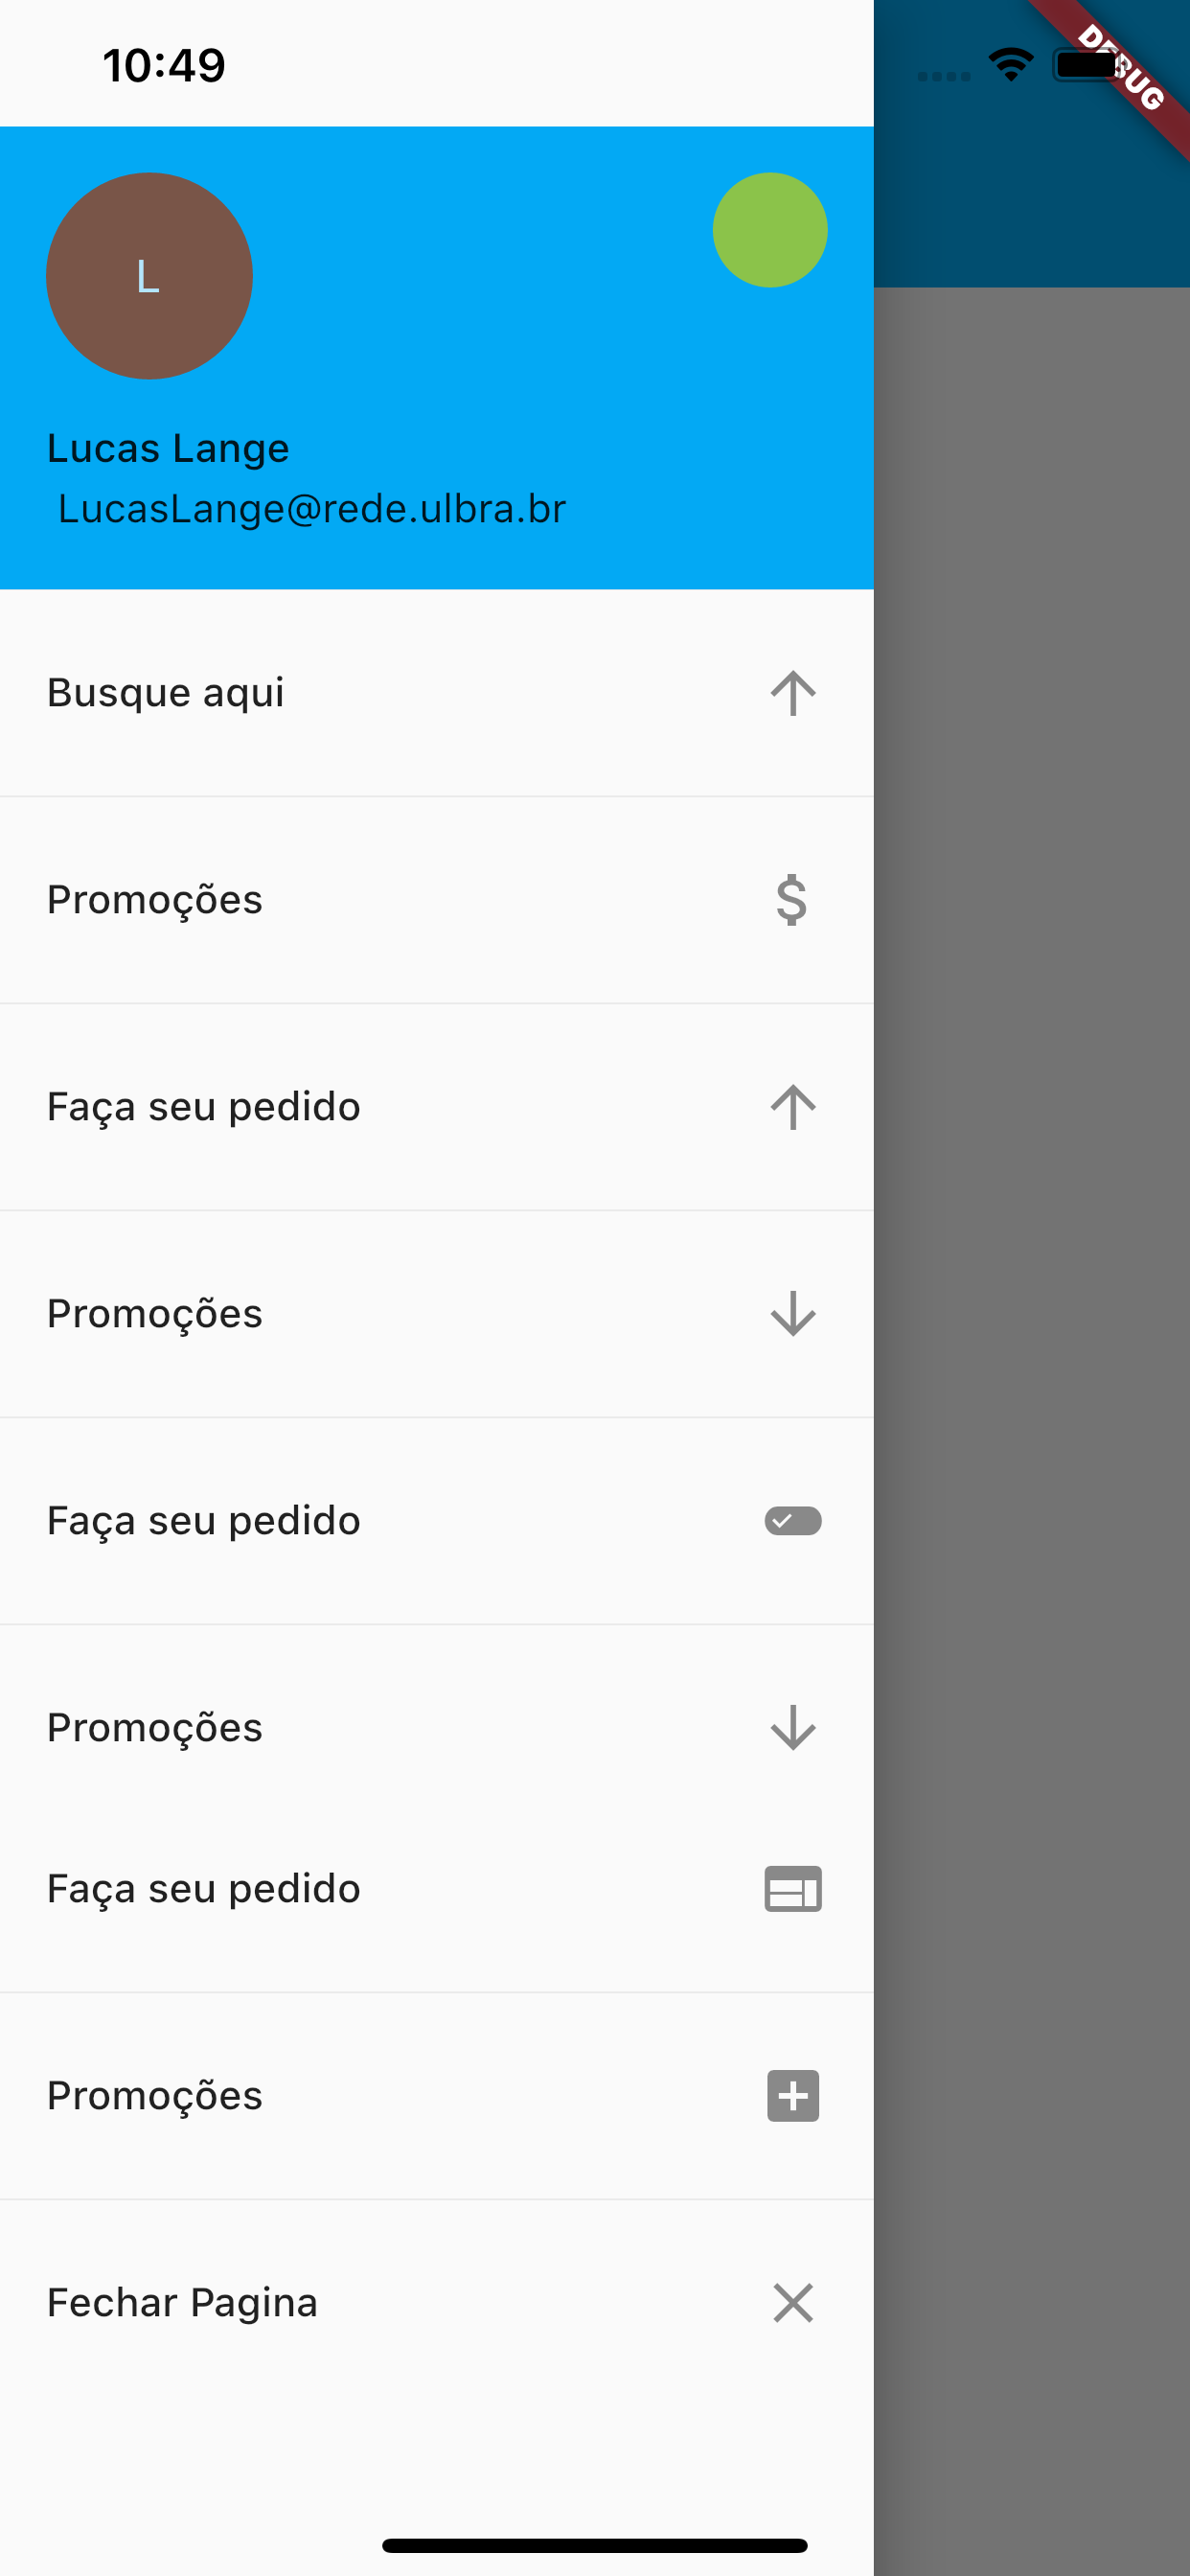 10:49
DEBUG
L
Lucas Lange
LucasLange@rede.ulbra.br
Busque aqui
Promoções
Faça seu pedido
Promoções
Faça seu pedido
Promoções
Faça seu pedido
Promoções
Fechar Pagina